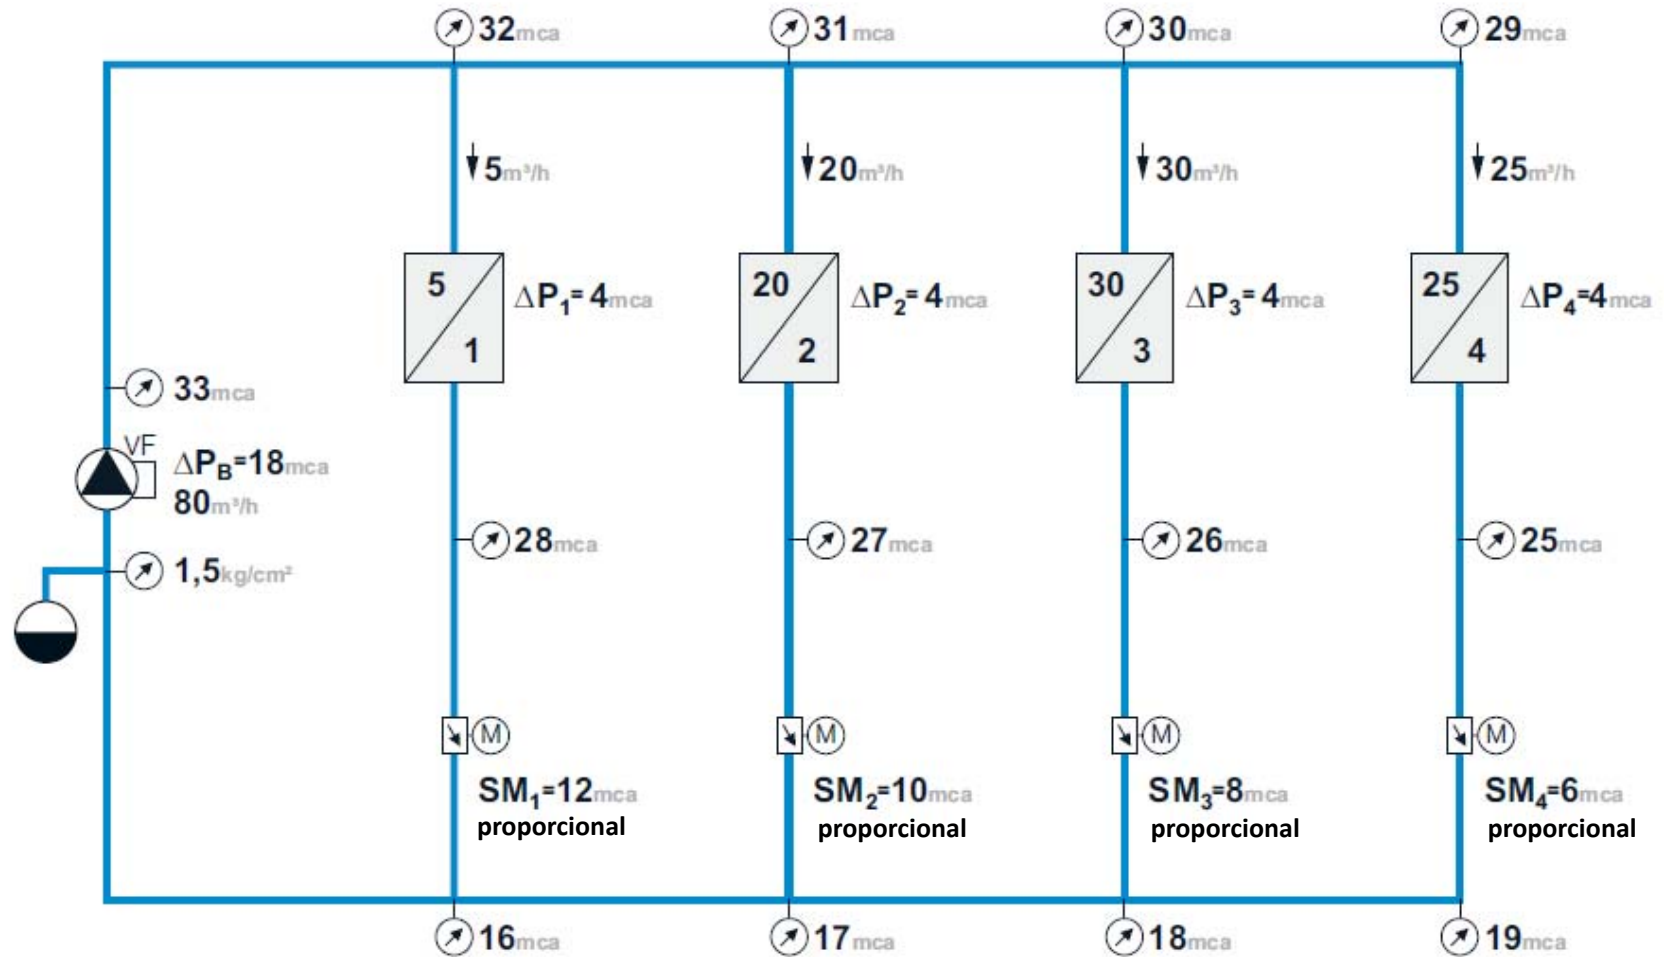 32mca 31mca 30mca 29mca
5m³/h 20m³/h 30m³/h 25m³/h
5 1 ΔP₁=4mca
20 2 ΔP₂=4mca
30 3 ΔP₃=4mca
25 4 ΔP₄=4mca
33mca
VF
ΔP_B=18mca
80m³/h
1,5kg/cm²
28mca 27mca 26mca 25mca
M M M M
SM₁=12mca
proporcional
SM₂=10mca
proporcional
SM₃=8mca
proporcional
SM₄=6mca
proporcional
16mca 17mca 18mca 19mca